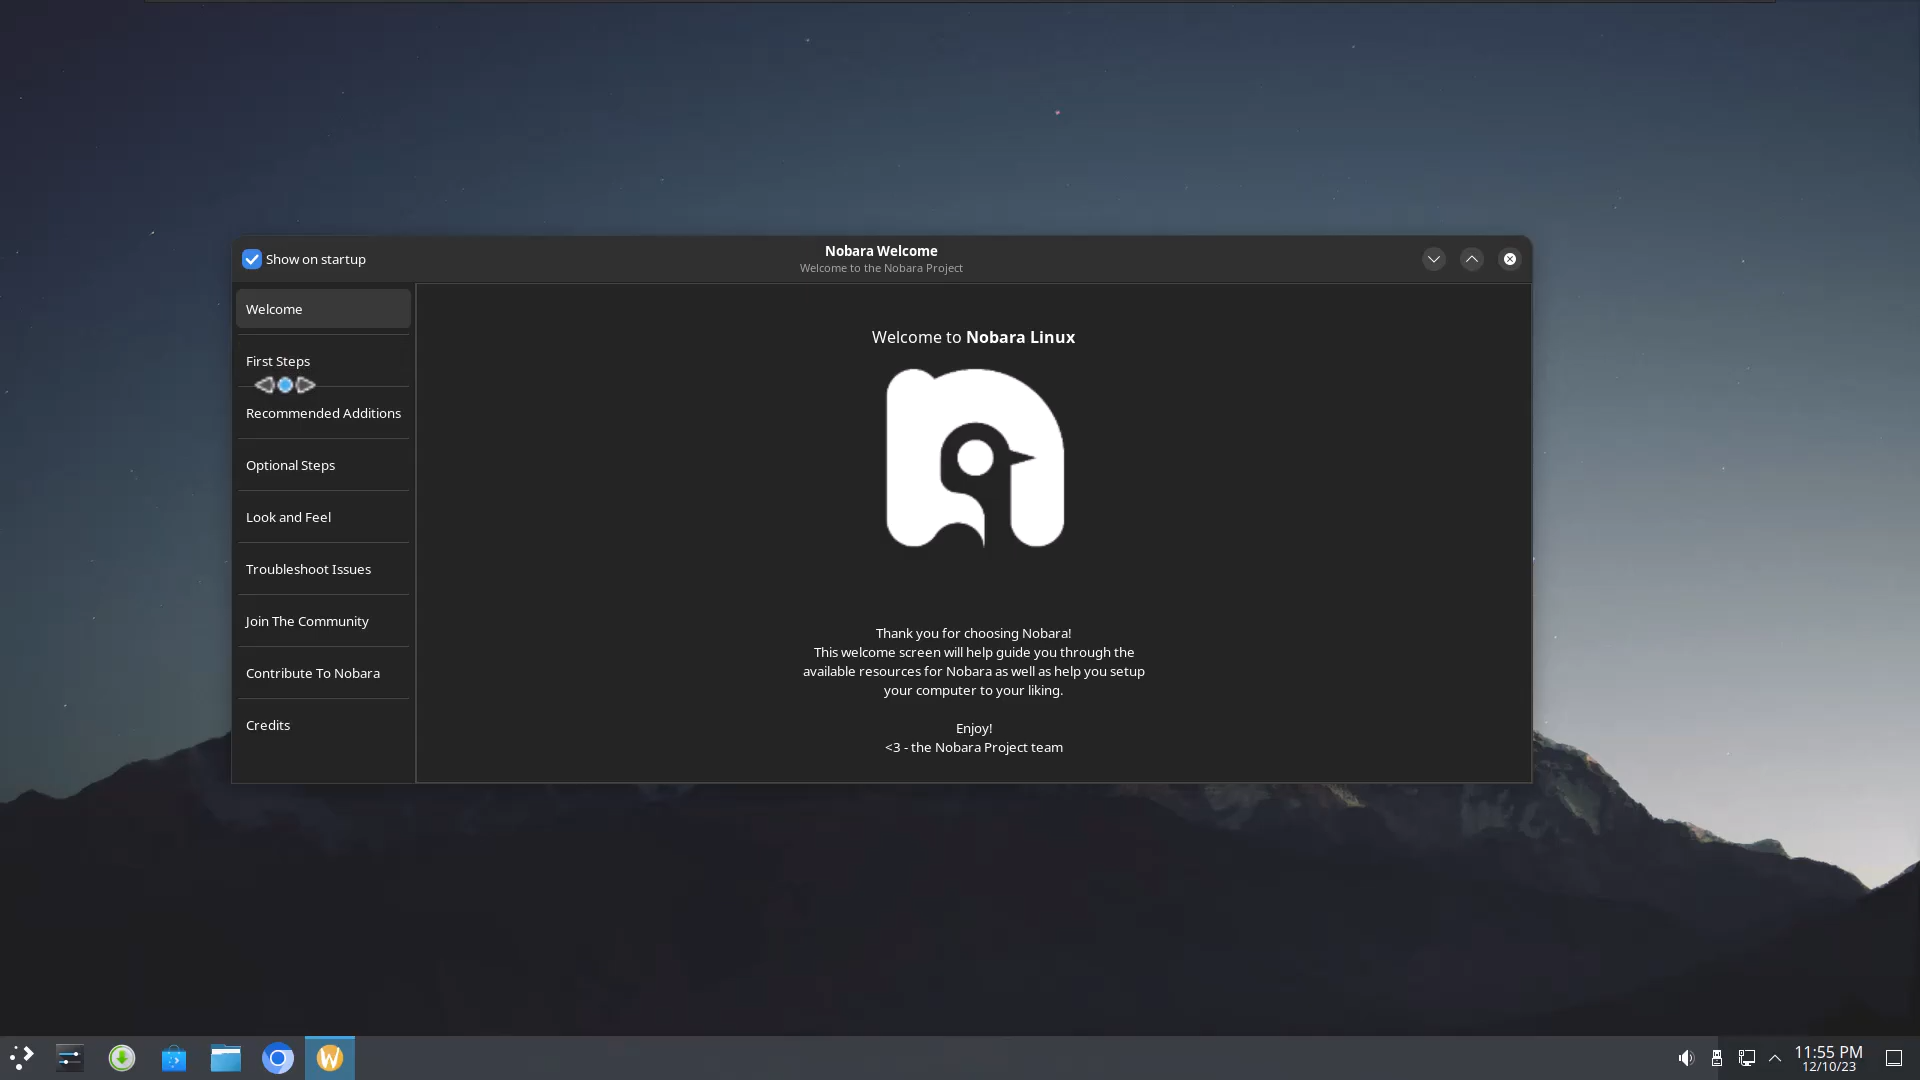 Show on startup
Nobara Welcome
Welcome to the Nobara Project
Welcome
First Steps
Recommended Additions
Optional Steps
Look and Feel
Troubleshoot Issues
Join The Community
Contribute To Nobara
Credits
Welcome to Nobara Linux
Thank you for choosing Nobara!
This welcome screen will help guide you through the
available resources for Nobara as well as help you setup
your computer to your liking.
Enjoy!
<3 - the Nobara Project team
W
11:55 PM
12/10/23